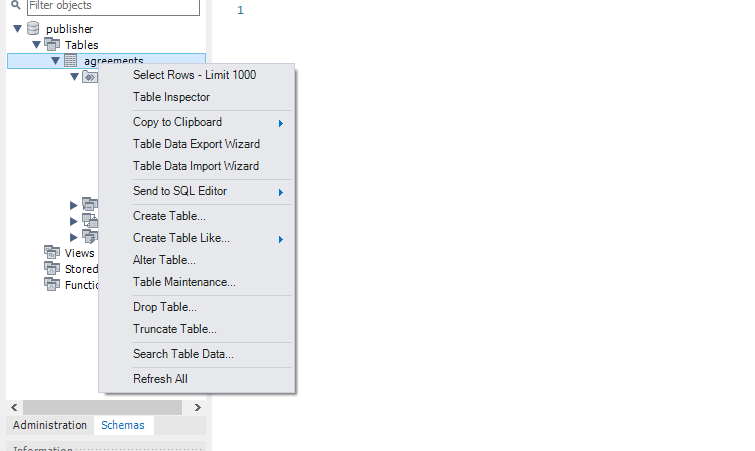 Filter objects
1
publisher
Tables
agreements
Select Rows - Limit 1000
Table Inspector
Copy to Clipboard
Table Data Export Wizard
Table Data Import Wizard
Send to SQL Editor
Create Table...
Create Table Like...
Views
Alter Table...
Stored
Table Maintenance...
Functio
Drop Table...
Truncate Table...
Search Table Data...
Refresh All
Administration Schemas
Information